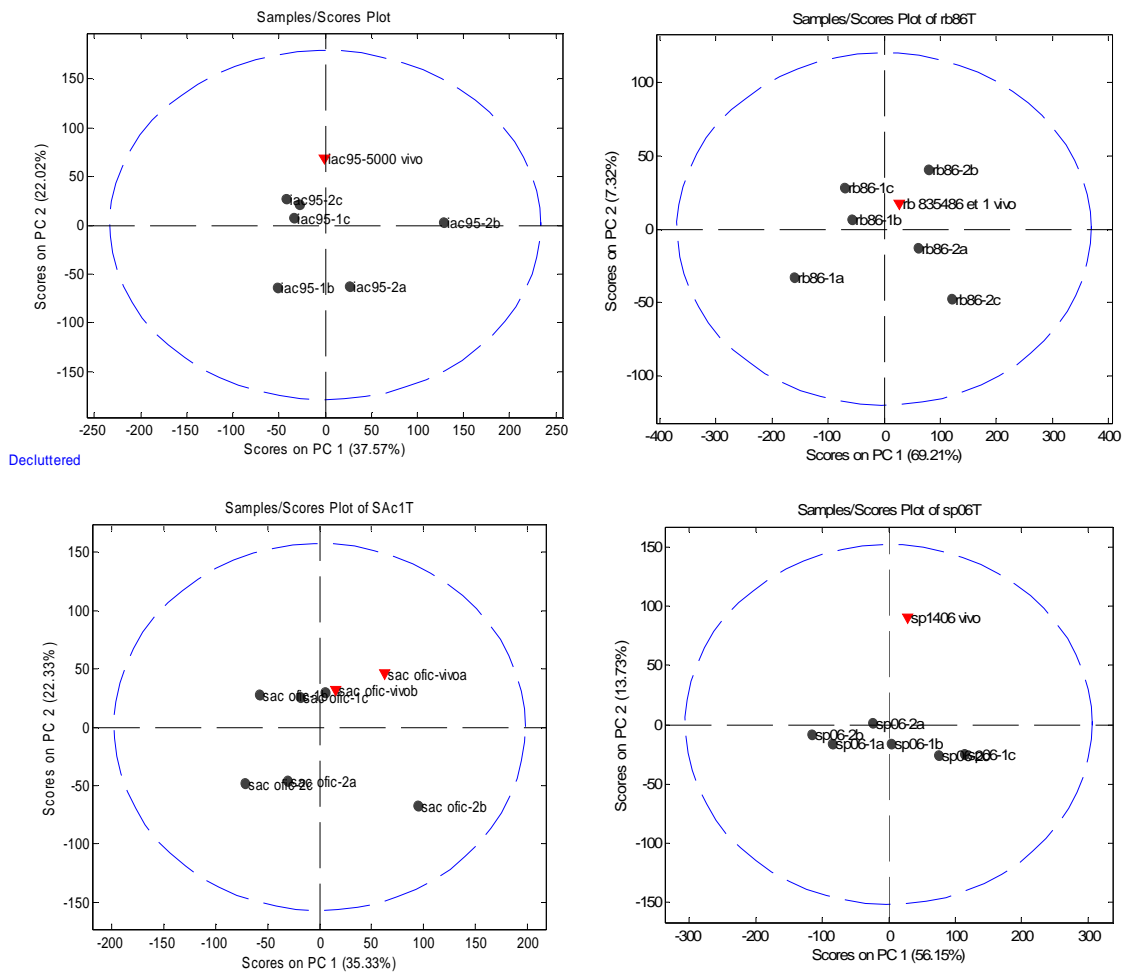 Samples/Scores Plot
150
100
50
0
-50
-100
-150
Scores on PC 2 (22.02%)
iac95-5000 vivo
iac95-2c
iac95-1c
iac95-2b
iac95-1b
iac95-2a
-250 -200 -150 -100 -50 0 50 100 150 200 250
Scores on PC 1 (37.57%)
Decluttered
Samples/Scores Plot of rb86T
100
50
0
-50
-100
Scores on PC 2 (7.32%)
rb86-2b
rb86-1c
rb 835486 et 1 vivo
rb86-1b
rb86-2a
rb86-1a
rb86-2c
-400 -300 -200 -100 0 100 200 300 400
Scores on PC 1 (69.21%)
Samples/Scores Plot of SAc1T
150
100
50
0
-50
-100
-150
Scores on PC 2 (22.33%)
sac ofic-vivoa
sac ofic-vivob
sac ofic-1b
sac ofic-1c
sac ofic-2a
sac ofic-2c
sac ofic-2b
-200 -150 -100 -50 0 50 100 150 200
Scores on PC 1 (35.33%)
Samples/Scores Plot of sp06T
150
100
50
0
-50
-100
-150
Scores on PC 2 (13.73%)
sp1406 vivo
sp06-2a
sp06-2b
sp06-1a
sp06-1b
sp06-2c
sp06-1c
-300 -200 -100 0 100 200 300
Scores on PC 1 (56.15%)